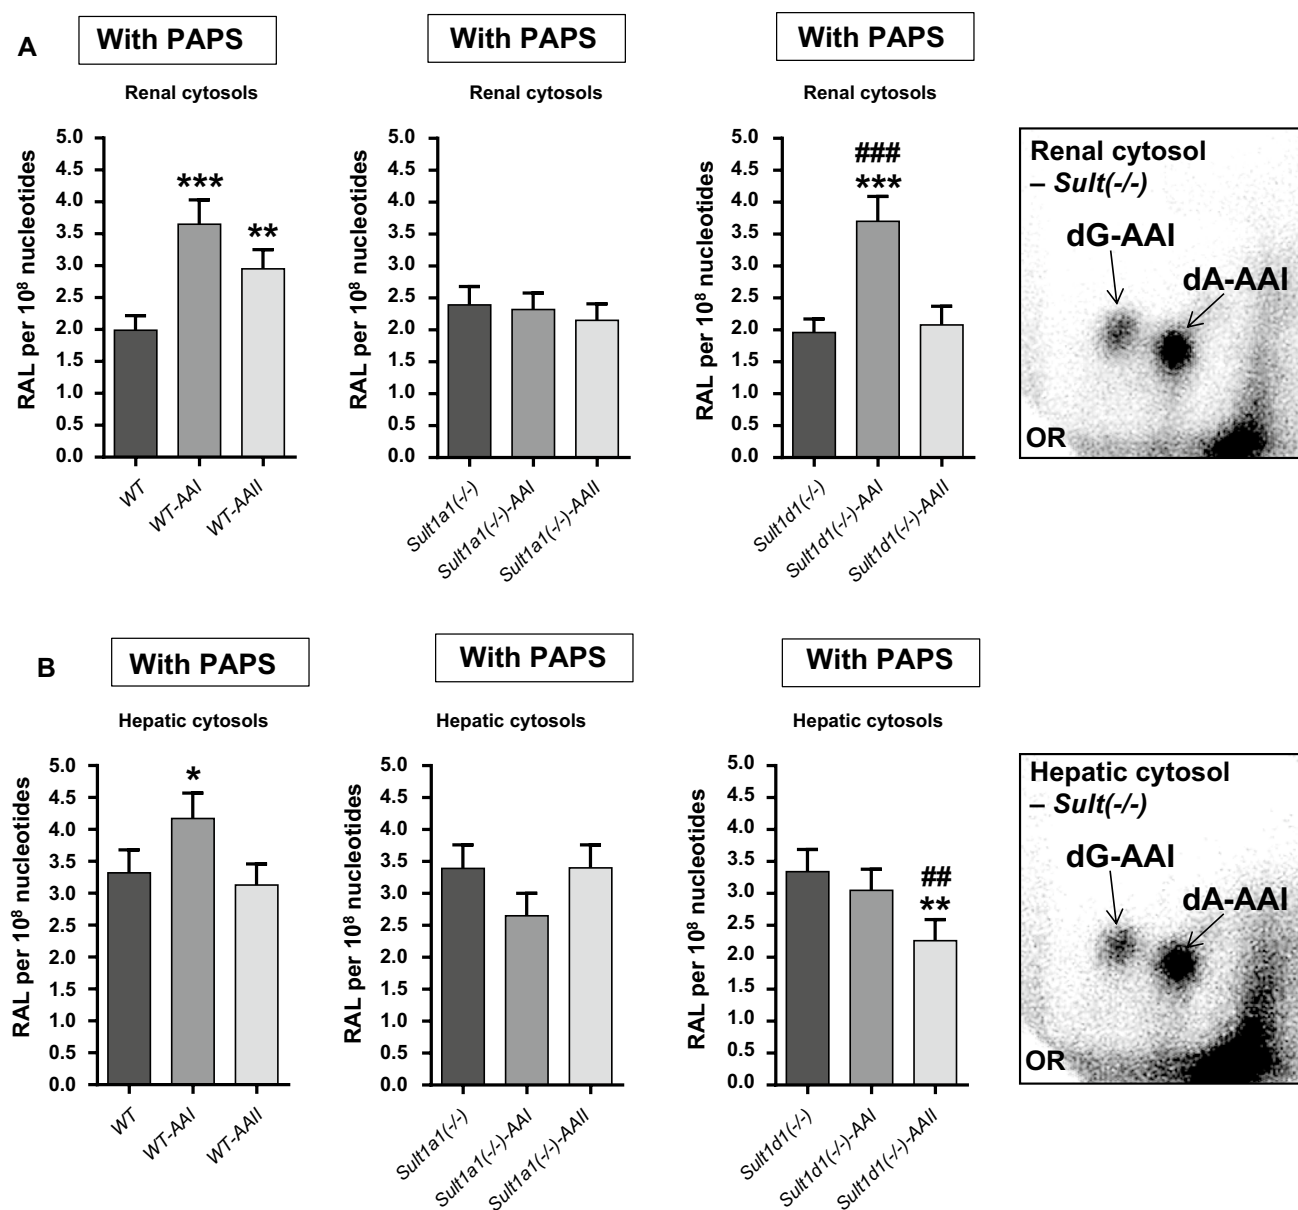 A
With PAPS
Renal cytosols
RAL per 10⁸ nucleotides
5.0
4.5
4.0
3.5
3.0
2.5
2.0
1.5
1.0
0.5
0.0
***
**
WT
WT-AAI
WT-AAII
With PAPS
Renal cytosols
RAL per 10⁸ nucleotides
5.0
4.5
4.0
3.5
3.0
2.5
2.0
1.5
1.0
0.5
0.0
Sult1a1(-/-)
Sult1a1(-/-)-AAI
Sult1a1(-/-)-AAII
With PAPS
Renal cytosols
RAL per 10⁸ nucleotides
5.0
4.5
4.0
3.5
3.0
2.5
2.0
1.5
1.0
0.5
0.0
###
***
Sult1d1(-/-)
Sult1d1(-/-)-AAI
Sult1d1(-/-)-AAII
Renal cytosol
– Sult(-/-)
dG-AAI
dA-AAI
OR
B
With PAPS
Hepatic cytosols
RAL per 10⁸ nucleotides
5.0
4.5
4.0
3.5
3.0
2.5
2.0
1.5
1.0
0.5
0.0
*
WT
WT-AAI
WT-AAII
With PAPS
Hepatic cytosols
RAL per 10⁸ nucleotides
5.0
4.5
4.0
3.5
3.0
2.5
2.0
1.5
1.0
0.5
0.0
Sult1a1(-/-)
Sult1a1(-/-)-AAI
Sult1a1(-/-)-AAII
With PAPS
Hepatic cytosols
RAL per 10⁸ nucleotides
5.0
4.5
4.0
3.5
3.0
2.5
2.0
1.5
1.0
0.5
0.0
##
**
Sult1d1(-/-)
Sult1d1(-/-)-AAI
Sult1d1(-/-)-AAII
Hepatic cytosol
– Sult(-/-)
dG-AAI
dA-AAI
OR